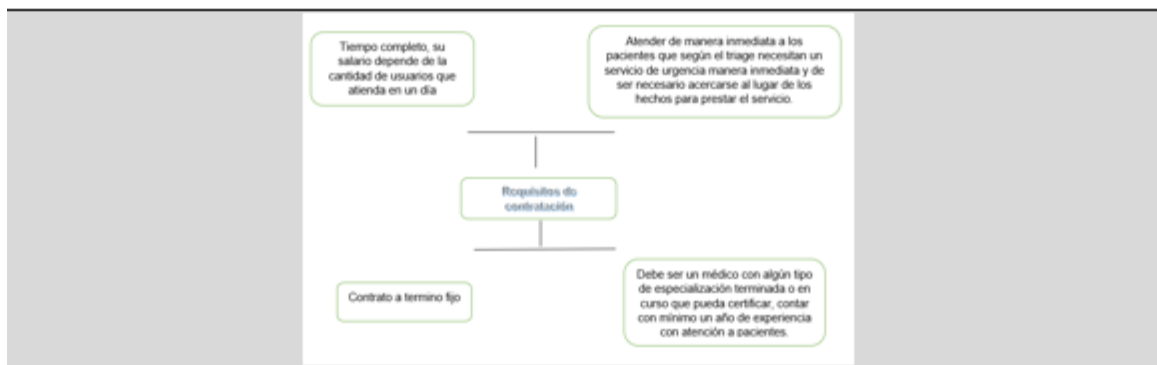 Tiempo completo, su
salario depende de la
cantidad de usuarios que
atienda en un día
Atender de manera inmediata a los
pacientes que según el triage necesitan un
servicio de urgencia manera inmediata y de
ser necesario acercarse al lugar de los
hechos para prestar el servicio.
Requisitos de
contratación
Contrato a termino fijo
Debe ser un médico con algún tipo
de especialización terminada o en
curso que pueda certificar, contar
con mínimo un año de experiencia
con atención a pacientes.